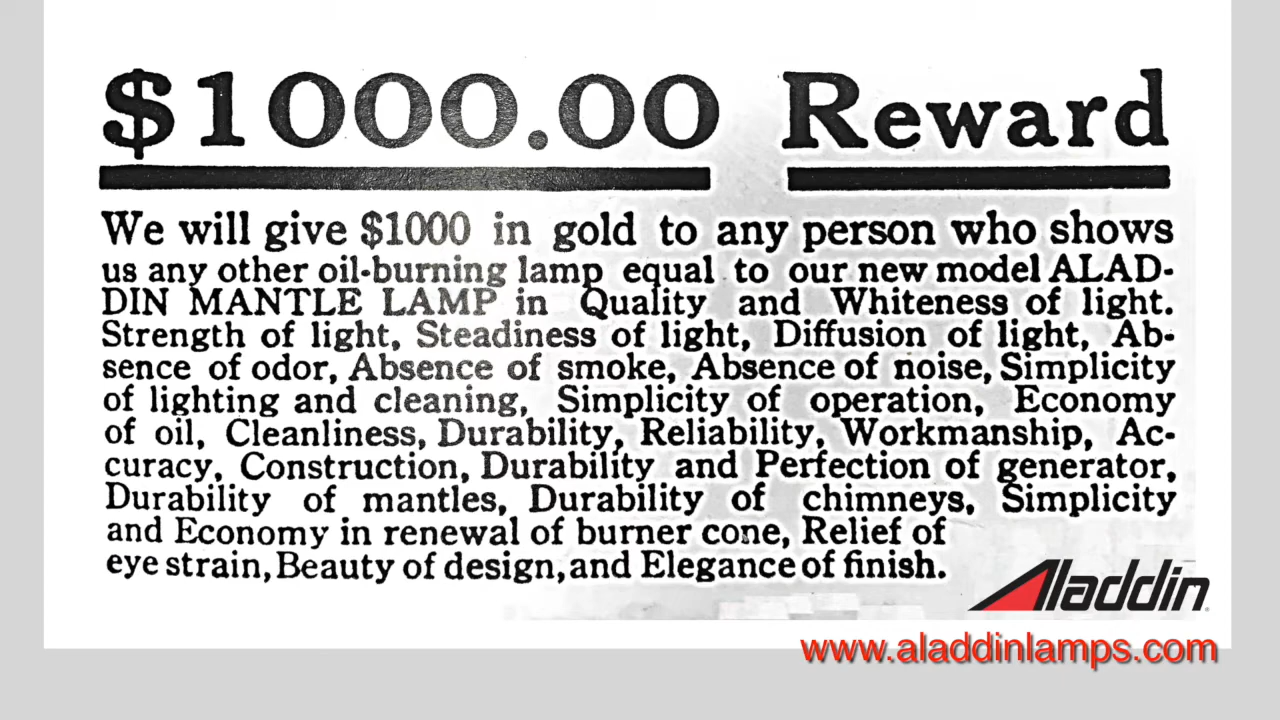 $1000.00 Reward
We will give $1000 in gold to any person who shows
us any other oil-burning lamp equal to our new model ALAD-
DIN MANTLE LAMP in Quality and Whiteness of light.
Strength of light, Steadiness of light, Diffusion of light, Ab-
sence of odor, Absence of smoke, Absence of noise, Simplicity
of lighting and cleaning, Simplicity of operation, Economy
of oil, Cleanliness, Durability, Reliability, Workmanship, Ac-
curacy, Construction, Durability and Perfection of generator,
Durability of mantles, Durability of chimneys, Simplicity
and Economy in renewal of burner cone, Relief of
eye strain, Beauty of design, and Elegance of finish.
Aladdin
www.aladdinlamps.com